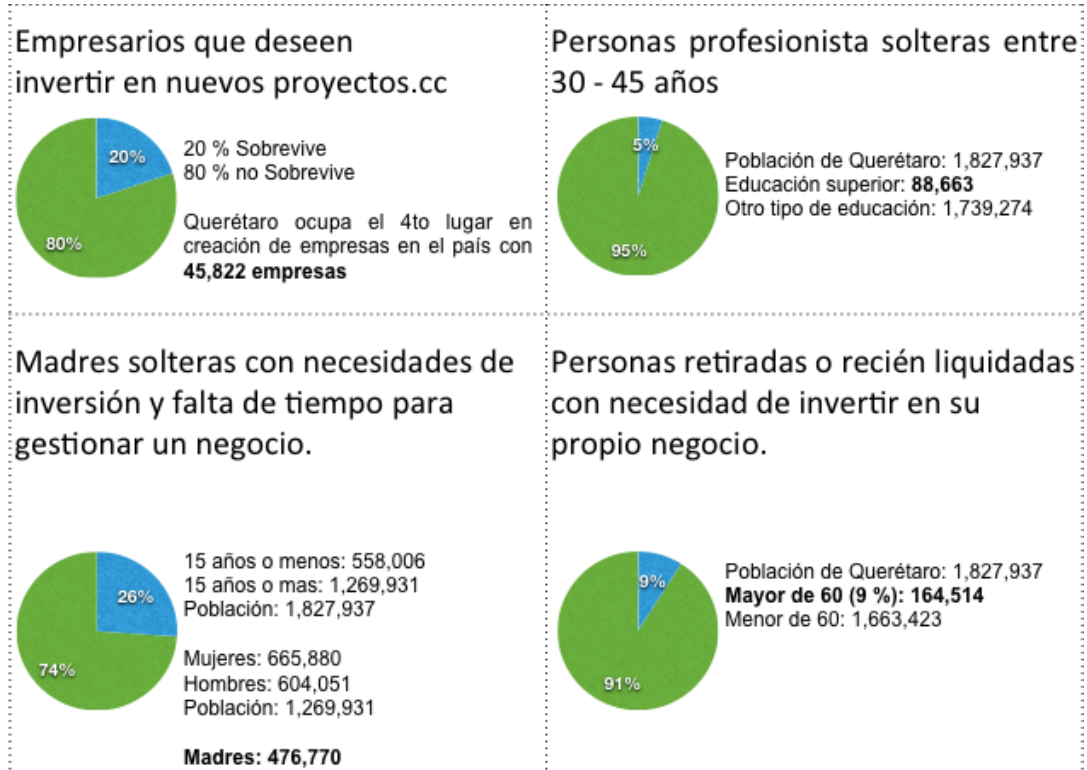 Empresarios que deseen
invertir en nuevos proyectos.cc
20%
80%
20 % Sobrevive
80 % no Sobrevive
Querétaro ocupa el 4to lugar en
creación de empresas en el país con
45,822 empresas
Personas profesionista solteras entre
30 - 45 años
5%
95%
Población de Querétaro: 1,827,937
Educación superior: 88,663
Otro tipo de educación: 1,739,274
Madres solteras con necesidades de
inversión y falta de tiempo para
gestionar un negocio.
26%
74%
15 años o menos: 558,006
15 años o mas: 1,269,931
Población: 1,827,937
Mujeres: 665,880
Hombres: 604,051
Población: 1,269,931
Madres: 476,770
Personas retiradas o recién liquidadas
con necesidad de invertir en su
propio negocio.
9%
91%
Población de Querétaro: 1,827,937
Mayor de 60 (9 %): 164,514
Menor de 60: 1,663,423